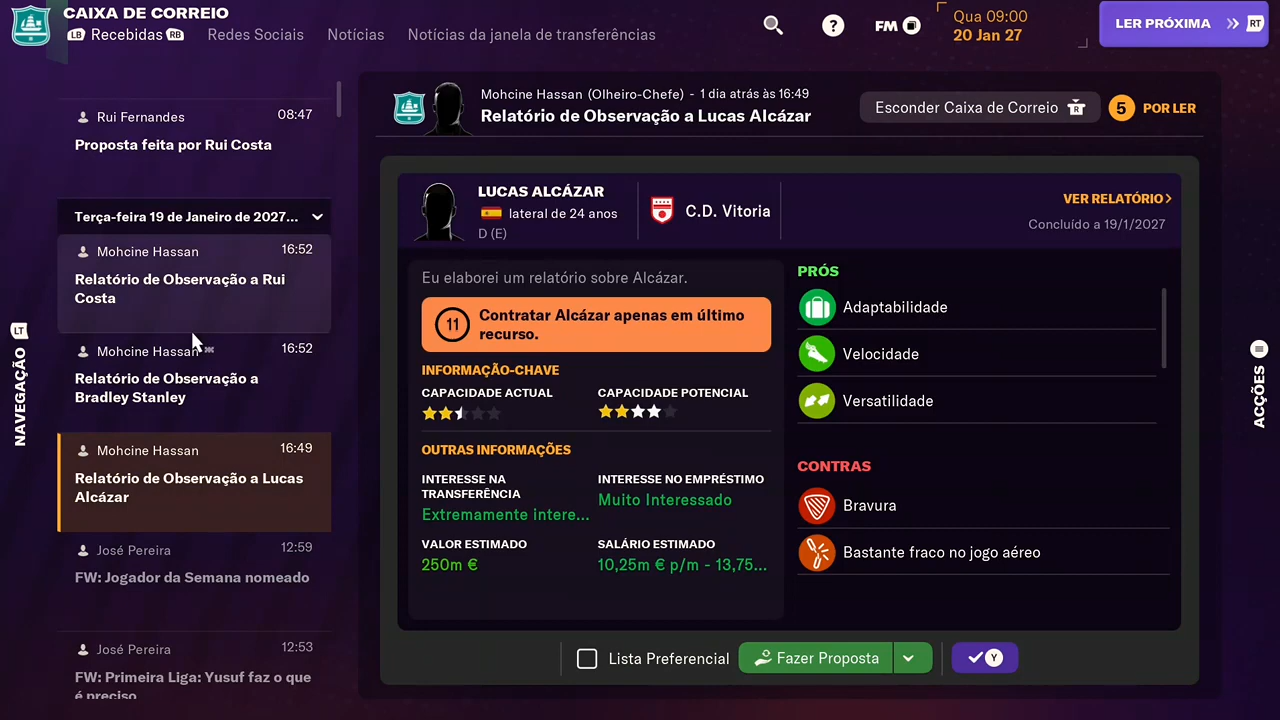 CAIXA DE CORREIO
LB Recebidas RB
Redes Sociais
Notícias
Notícias da janela de transferências
?
FM
Qua 09:00
20 Jan 27
LER PRÓXIMA RT
Rui Fernandes 08:47
Proposta feita por Rui Costa
Terça-feira 19 de Janeiro de 2027...
Mohcine Hassan 16:52
Relatório de Observação a Rui
Costa
Mohcine Hassan 16:52
Relatório de Observação a
Bradley Stanley
Mohcine Hassan 16:49
Relatório de Observação a Lucas
Alcázar
José Pereira 12:59
FW: Jogador da Semana nomeado
José Pereira 12:53
FW: Primeira Liga: Yusuf faz o que
é preciso
LT
NAVEGAÇÃO
Mohcine Hassan (Olheiro-Chefe) - 1 dia atrás às 16:49
Relatório de Observação a Lucas Alcázar
Esconder Caixa de Correio R
5 POR LER
LUCAS ALCÁZAR
lateral de 24 anos
D (E)
C.D. Vitoria
VER RELATÓRIO>
Concluído a 19/1/2027
Eu elaborei um relatório sobre Alcázar.
11 Contratar Alcázar apenas em último
recurso.
INFORMAÇÃO-CHAVE
CAPACIDADE ACTUAL
CAPACIDADE POTENCIAL
OUTRAS INFORMAÇÕES
INTERESSE NA
TRANSFERÊNCIA
Extremamente intere...
INTERESSE NO EMPRÉSTIMO
Muito Interessado
VALOR ESTIMADO
250m €
SALÁRIO ESTIMADO
10,25m € p/m - 13,75...
PRÓS
Adaptabilidade
Velocidade
Versatilidade
CONTRAS
Bravura
Bastante fraco no jogo aéreo
Lista Preferencial
Fazer Proposta
Y
ACÇÕES